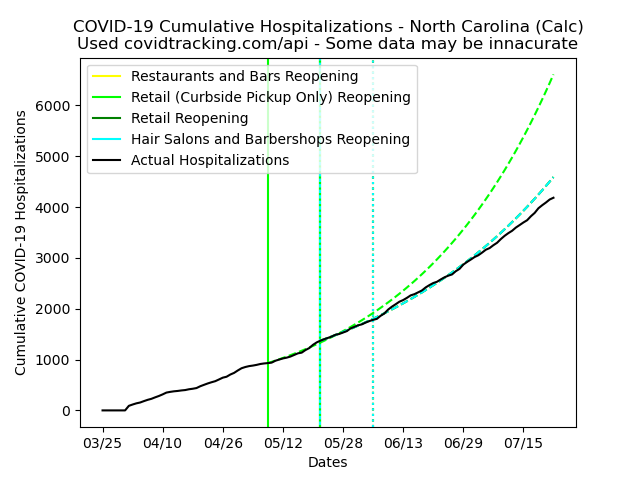 COVID-19 Cumulative Hospitalizations - North Carolina (Calc)
Used covidtracking.com/api - Some data may be innacurate
Restaurants and Bars Reopening
Retail (Curbside Pickup Only) Reopening
Retail Reopening
Hair Salons and Barbershops Reopening
Actual Hospitalizations
Cumulative COVID-19 Hospitalizations
6000
5000
4000
3000
2000
1000
0
03/25 04/10 04/26 05/12 05/28 06/13 06/29 07/15
Dates